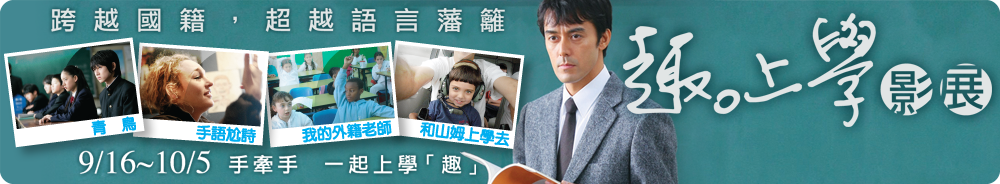 跨越國籍，超越語言藩籬
青 鳥
手語尬詩
我的外籍老師
和山姆上學去
9/16~10/5 手牽手 一起上學「趣」
趣。上學影展